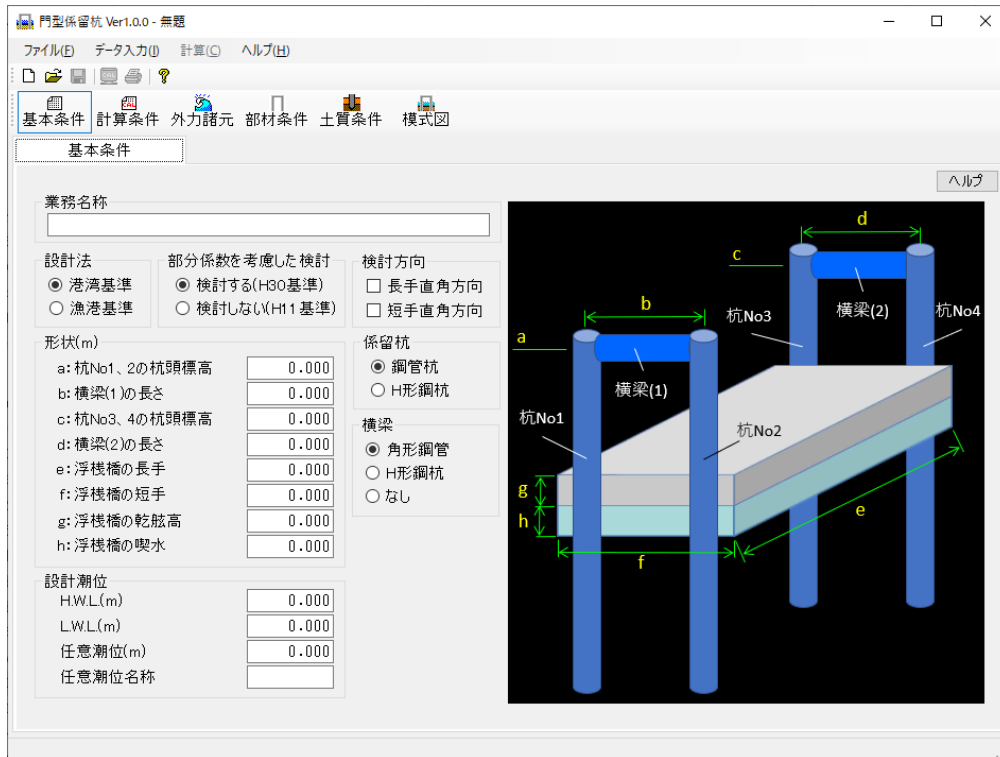 門型係留杭 Ver1.0.0 - 無題
ファイル(F) データ入力(I) 計算(C) ヘルプ(H)
基本条件 計算条件 外力諸元 部材条件 土質条件 模式図
基本条件
ヘルプ
業務名称
設計法
港湾基準
漁港基準
部分係数を考慮した検討
検討する(H30基準)
検討しない(H11基準)
検討方向
長手直角方向
短手直角方向
形状(m)
a:杭No1、2の杭頭標高 0.000
b:横梁(1)の長さ 0.000
c:杭No3、4の杭頭標高 0.000
d:横梁(2)の長さ 0.000
e:浮桟橋の長手 0.000
f:浮桟橋の短手 0.000
g:浮桟橋の乾舷高 0.000
h:浮桟橋の喫水 0.000
係留杭
鋼管杭
H形鋼杭
横梁
角形鋼管
H形鋼杭
なし
設計潮位
H.W.L.(m) 0.000
L.W.L.(m) 0.000
任意潮位(m) 0.000
任意潮位名称
d
c
横梁(2)
杭No3
杭No4
b
a
横梁(1)
杭No1
杭No2
g
h
e
f